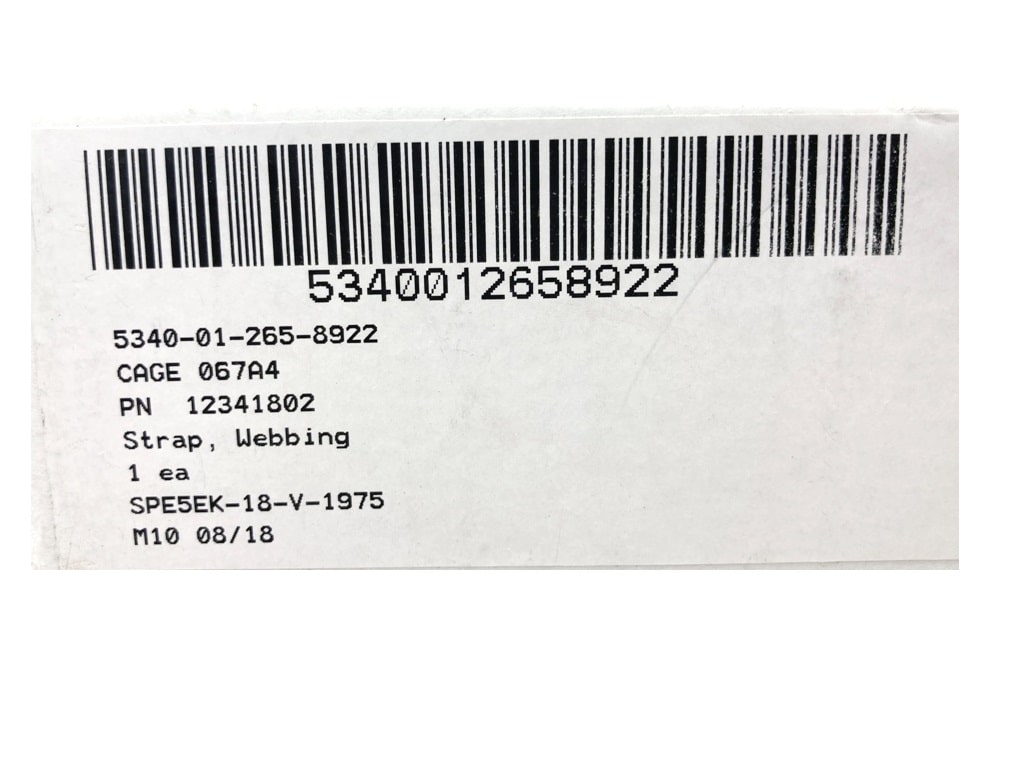 5340012658922
5340-01-265-8922
CAGE 067A4
PN 12341802
Strap, Webbing
1 ea
SPE5EK-18-V-1975
M10 08/18